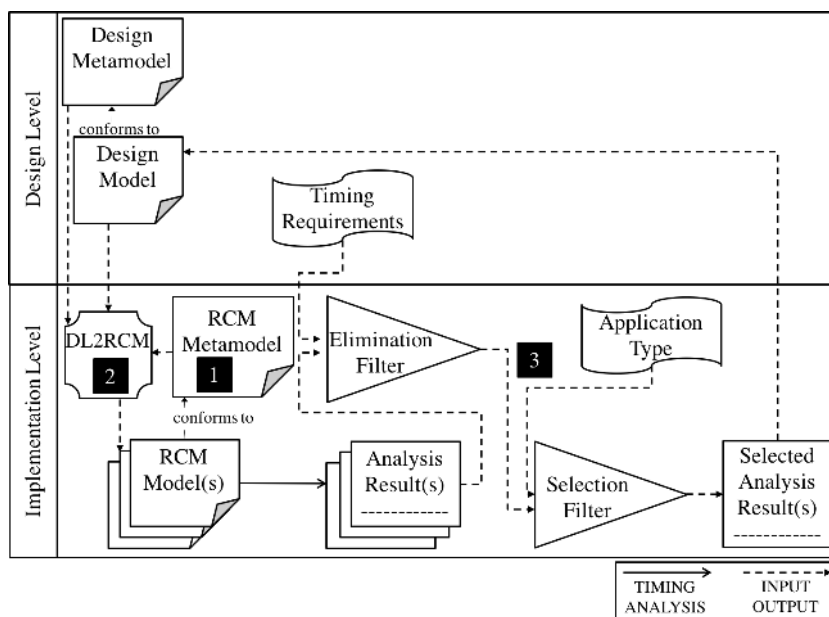 Design Level
Design
Metamodel
conforms to
Design
Model
Timing
Requirements
Implementation Level
DL2RCM
2
RCM
Metamodel
1
Elimination
Filter
3
Application
Type
conforms to
RCM
Model(s)
Analysis
Result(s)
Selection
Filter
Selected
Analysis
Result(s)
TIMING
ANALYSIS
INPUT
OUTPUT